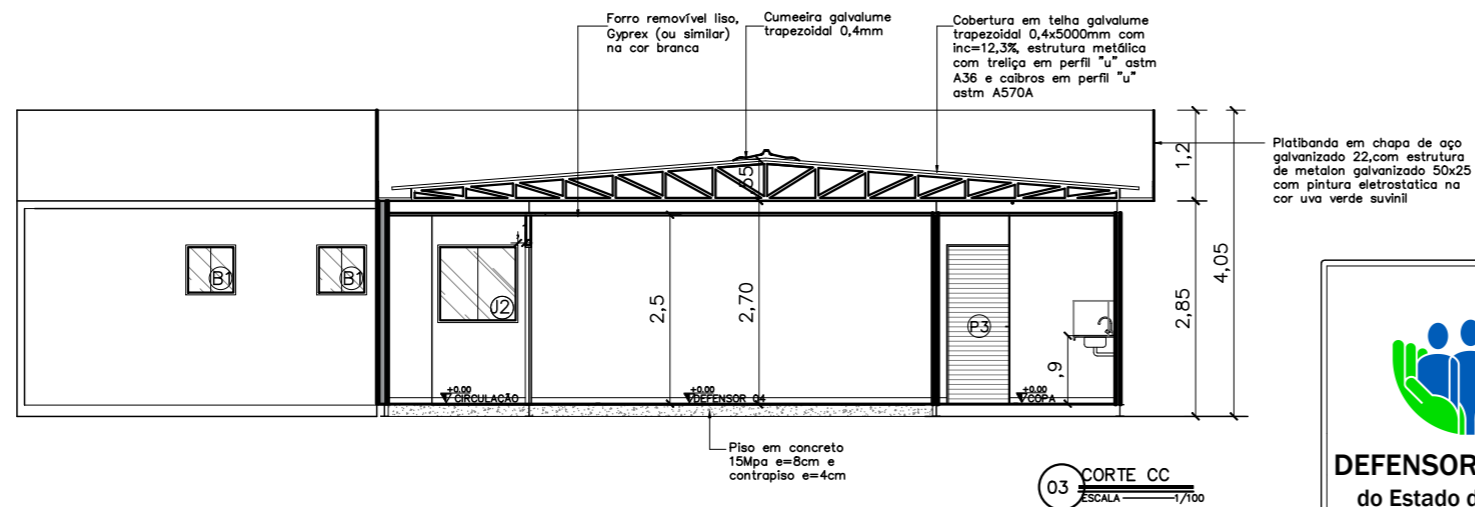 Forro removível liso,
Gyprex (ou similar)
na cor branca
Cumeeira galvalume
trapezoidal 0,4mm
Cobertura em telha galvalume
trapezoidal 0,4x5000mm com
inc=12,3%, estrutura metálica
com treliça em perfil "u" astm
A36 e caibros em perfil "u"
astm A570A
Platibanda em chapa de aço
galvanizado 22,com estrutura
de metalon galvanizado 50x25
com pintura eletrostatica na
cor uva verde suvinil
1,2
4,05
2,85
55
B1
B1
J2
2,5
2,70
P3
,9
+0.00
CIRCULAÇÃO
+0.00
DEFENSOR 04
+0.00
COPA
Piso em concreto
15Mpa e=8cm e
contrapiso e=4cm
03
CORTE CC
ESCALA 1/100
DEFENSOR
do Estado d